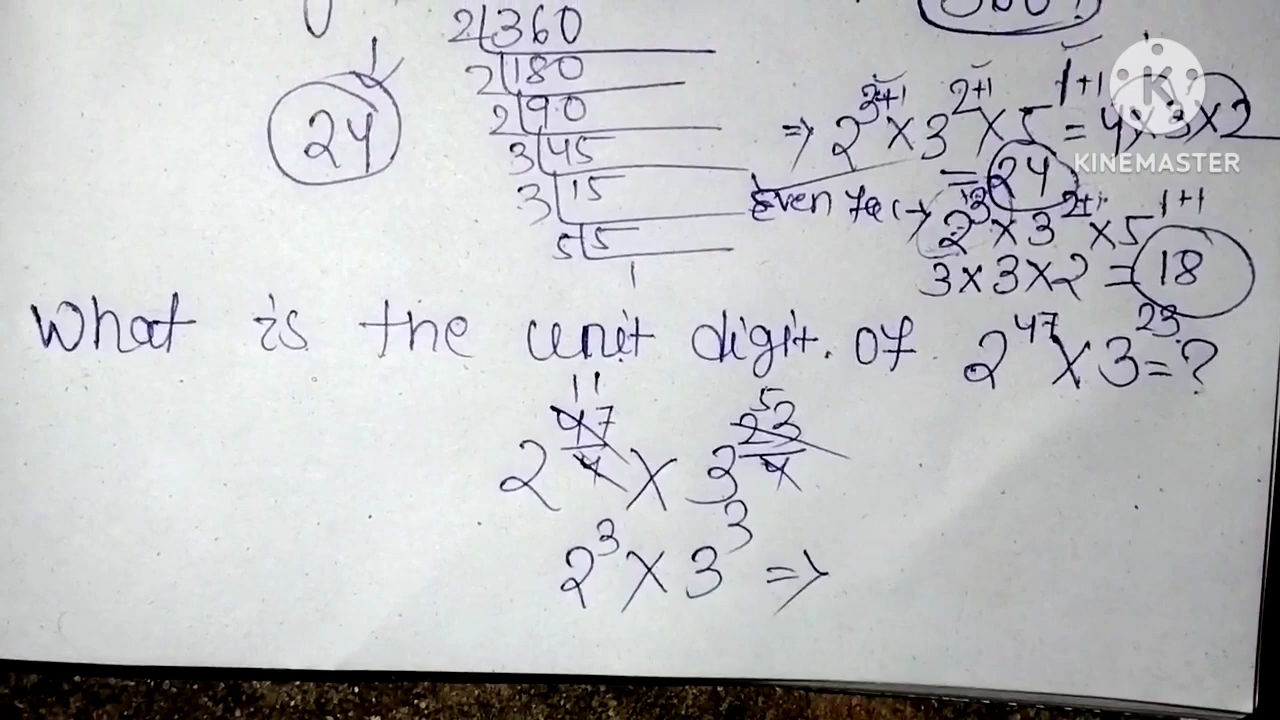 2 360
2 180
2 90
3 45
3 15
5 5
1
24
1+1
=> 2^3+1 × 3^2+1 × 5 = 4 × 3 × 2
= 24
Even Fac → 2^3 × 3^2+1 × 5^1+1
3 × 3 × 2 = 18
K
KINEMASTER
What is the unit digit. of 2^47 × 3^23 = ?
11 5
2^47/4 × 3^23/4
2^3 × 3^3 =>